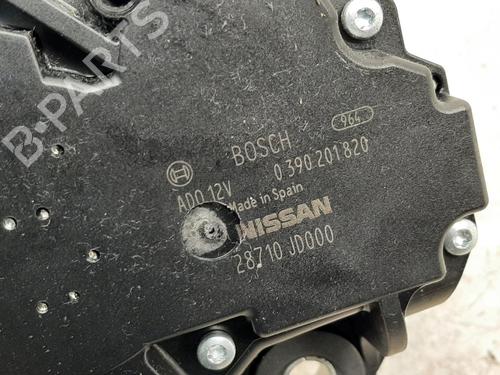 B-PARTS
964
BOSCH
0 390 201 820
ADO 12V
Made in Spain
NISSAN
28710 JD000